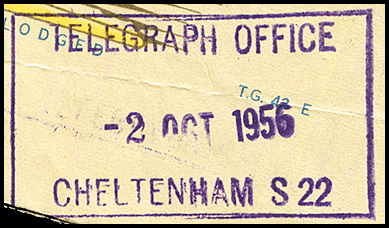 TELEGRAPH OFFICE
LODGED
T.G. 42 E
-2 OCT 1956
CHELTENHAM S 22